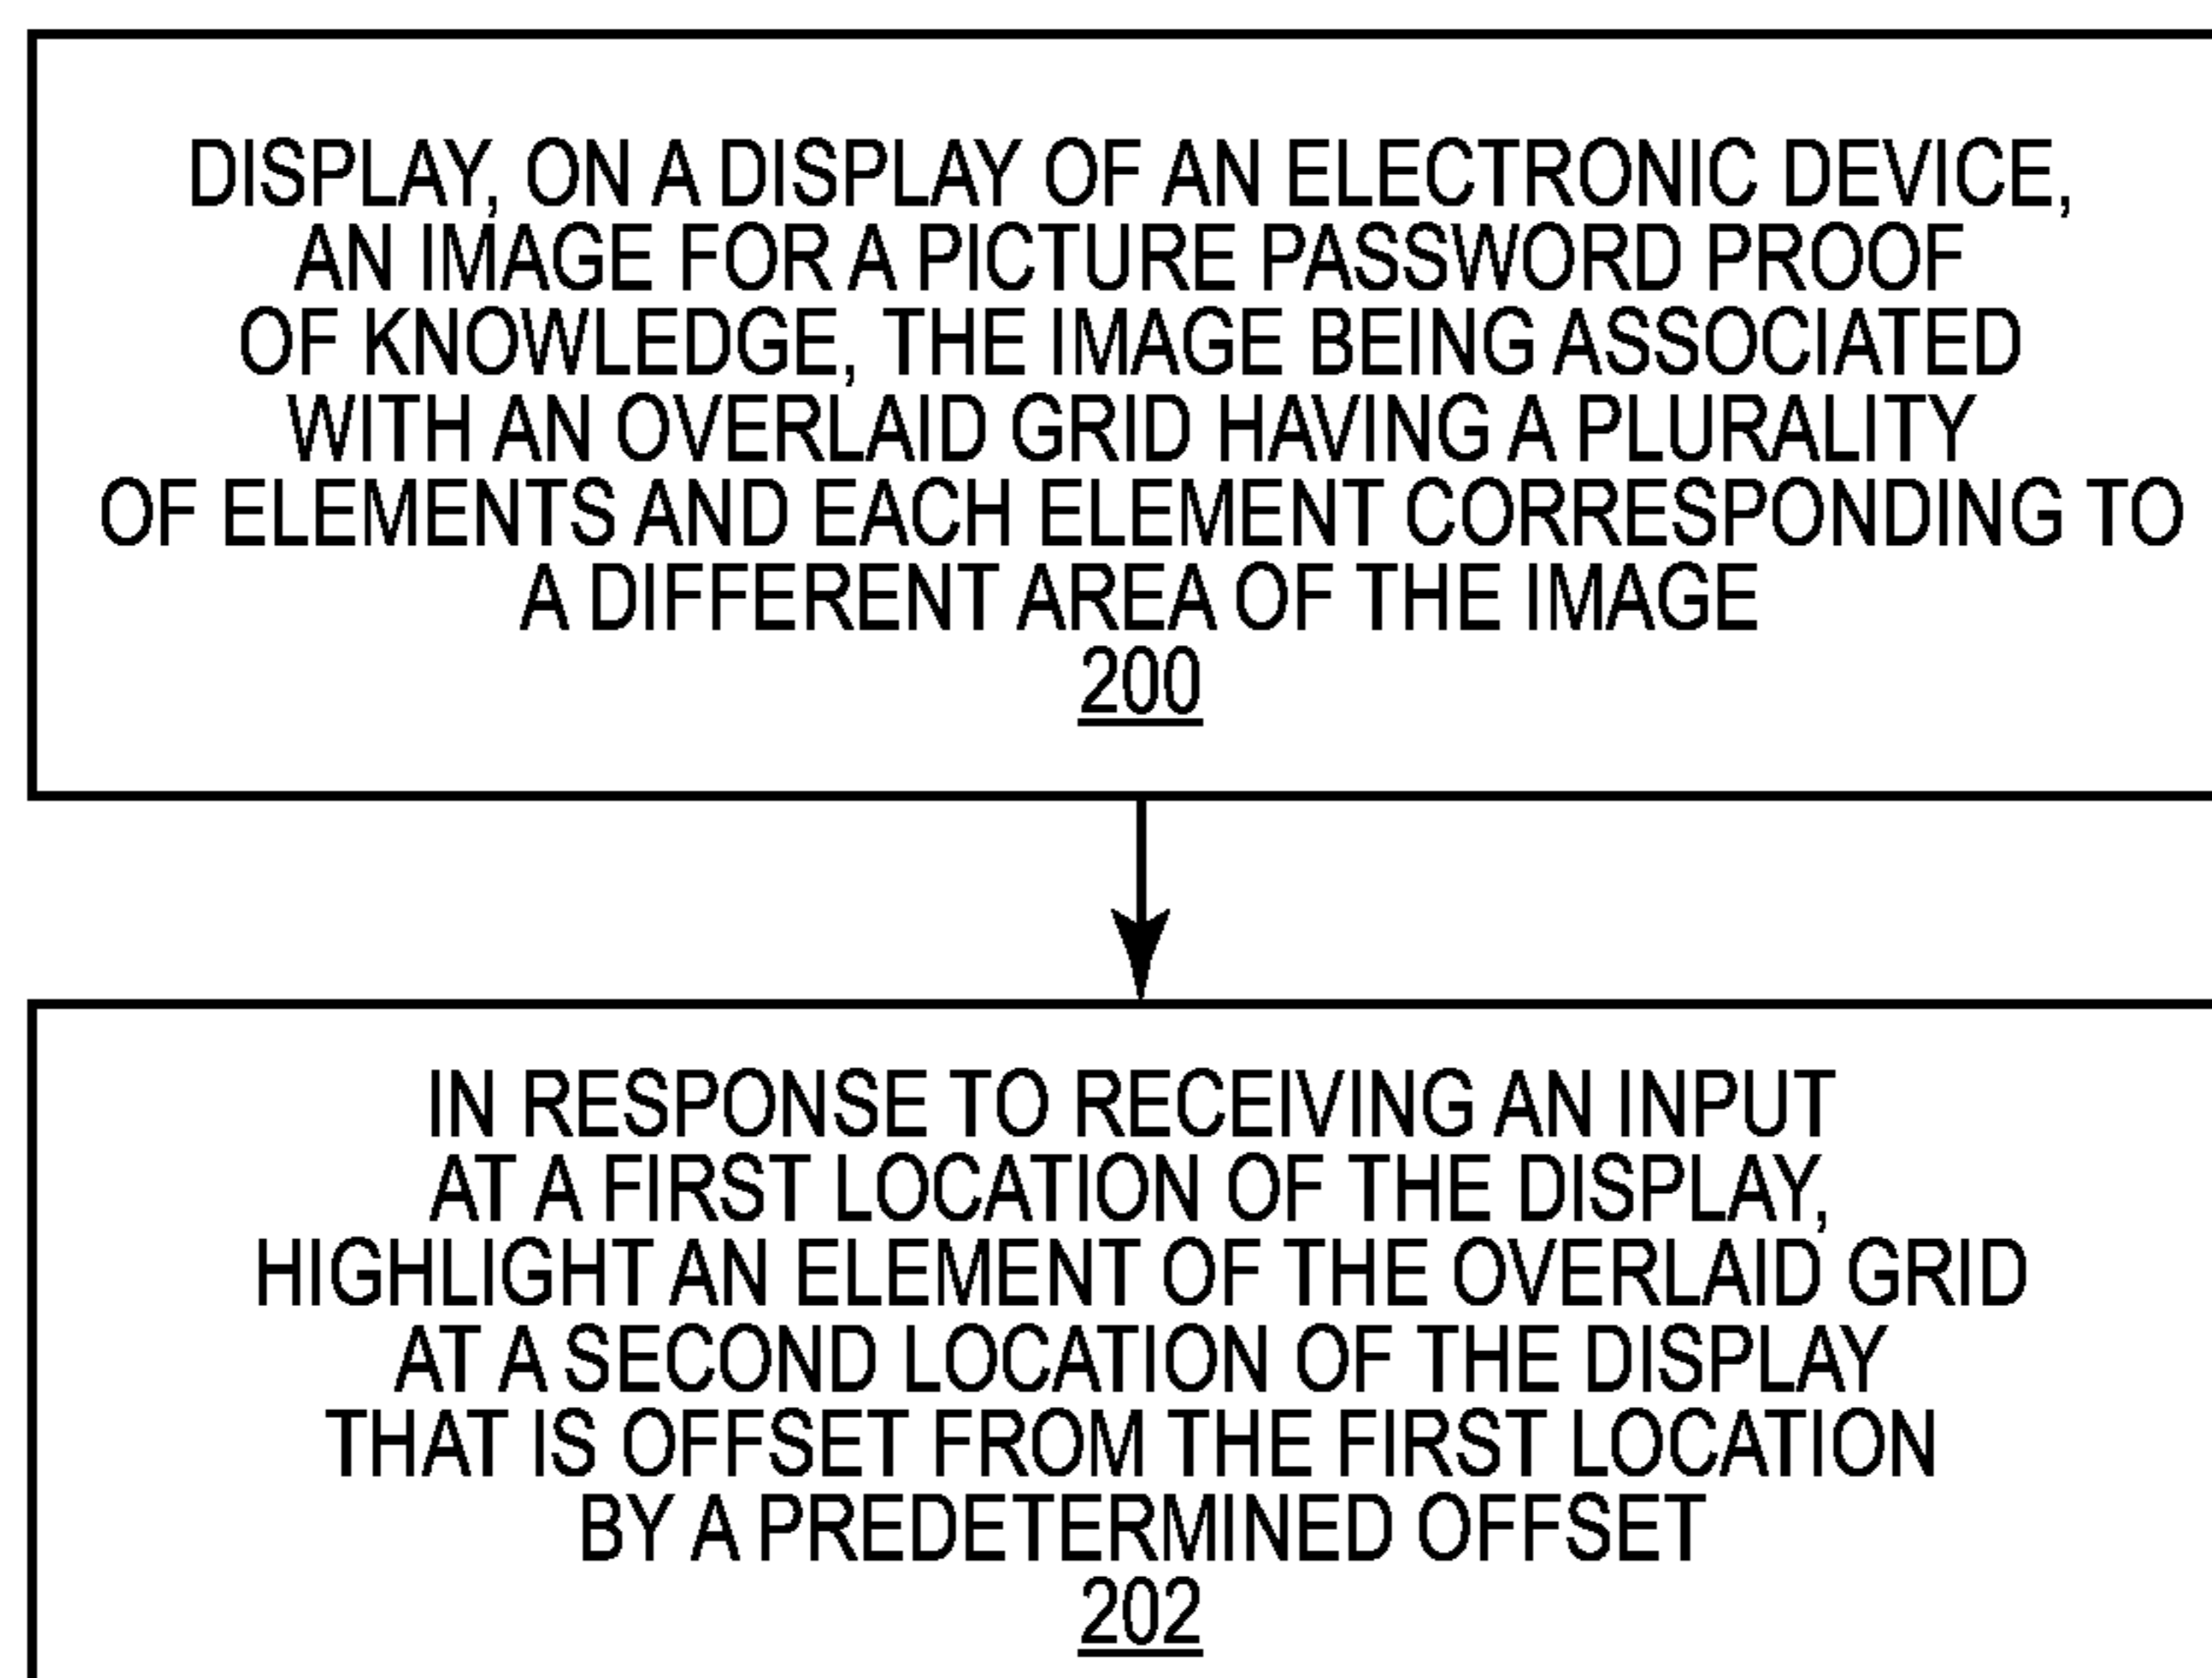 DISPLAY, ON A DISPLAY OF AN ELECTRONIC DEVICE,
AN IMAGE FOR A PICTURE PASSWORD PROOF
OF KNOWLEDGE, THE IMAGE BEING ASSOCIATED
WITH AN OVERLAID GRID HAVING A PLURALITY
OF ELEMENTS AND EACH ELEMENT CORRESPONDING TO
A DIFFERENT AREA OF THE IMAGE
200
IN RESPONSE TO RECEIVING AN INPUT
AT A FIRST LOCATION OF THE DISPLAY,
HIGHLIGHT AN ELEMENT OF THE OVERLAID GRID
AT A SECOND LOCATION OF THE DISPLAY
THAT IS OFFSET FROM THE FIRST LOCATION
BY A PREDETERMINED OFFSET
202